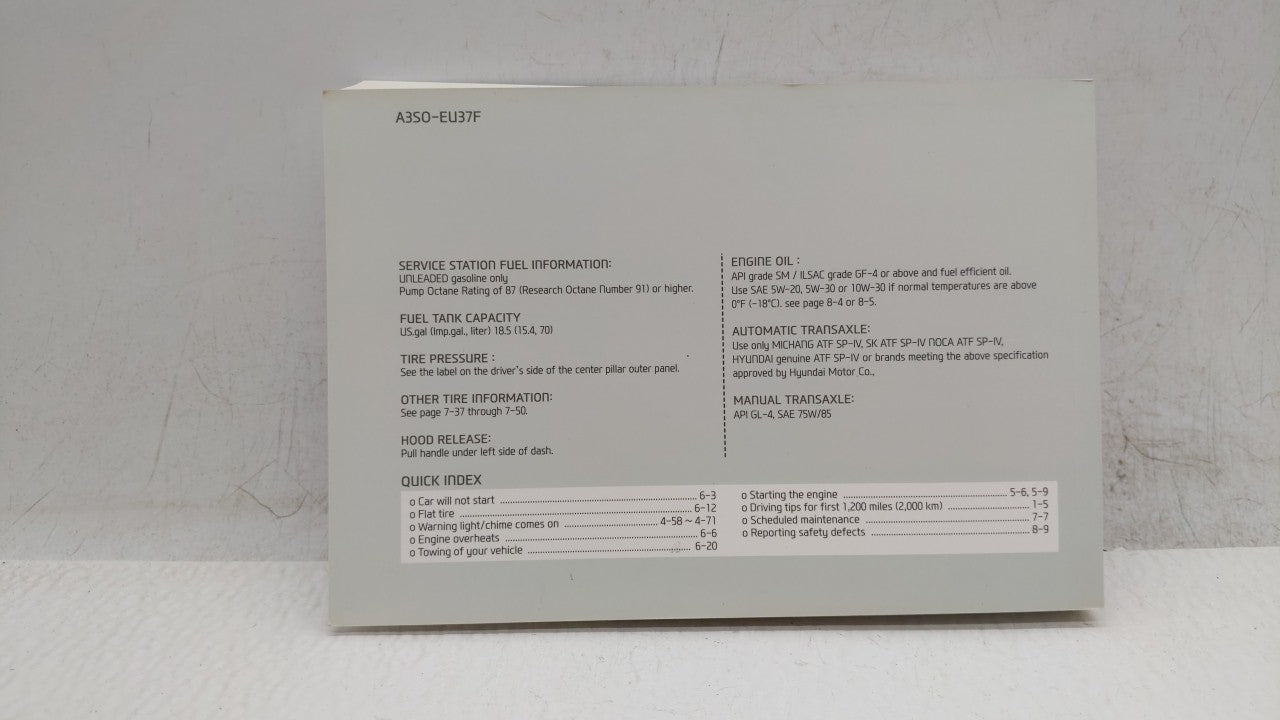 A3SO-EU37F
SERVICE STATION FUEL INFORMATION:
UNLEADED gasoline only
Pump Octane Rating of 87 (Research Octane Number 91) or higher.
FUEL TANK CAPACITY
US.gal (Imp.gal., liter) 18.5 (15.4, 70)
TIRE PRESSURE :
See the label on the driver's side of the center pillar outer panel.
OTHER TIRE INFORMATION:
See page 7-37 through 7-50.
HOOD RELEASE:
Pull handle under left side of dash.
ENGINE OIL :
API grade SM / ILSAC grade GF-4 or above and fuel efficient oil.
Use SAE 5W-20, 5W-30 or 10W-30 if normal temperatures are above
0°F (-18°C). see page 8-4 or 8-5.
AUTOMATIC TRANSAXLE:
Use only MICHANG ATF SP-IV, SK ATF SP-IV NOCA ATF SP-IV,
HYUNDAI genuine ATF SP-IV or brands meeting the above specification
approved by Hyundai Motor Co.,
MANUAL TRANSAXLE:
API GL-4, SAE 75W/85
QUICK INDEX
o Car will not start ........ 6-3
o Flat tire ........ 6-12
o Warning light/chime comes on ........ 4-58 ~ 4-71
o Engine overheats ........ 6-6
o Towing of your vehicle ........ 6-20
o Starting the engine ........ 5-6, 5-9
o Driving tips for first 1,200 miles (2,000 km) ........ 1-5
o Scheduled maintenance ........ 7-7
o Reporting safety defects ........ 8-9